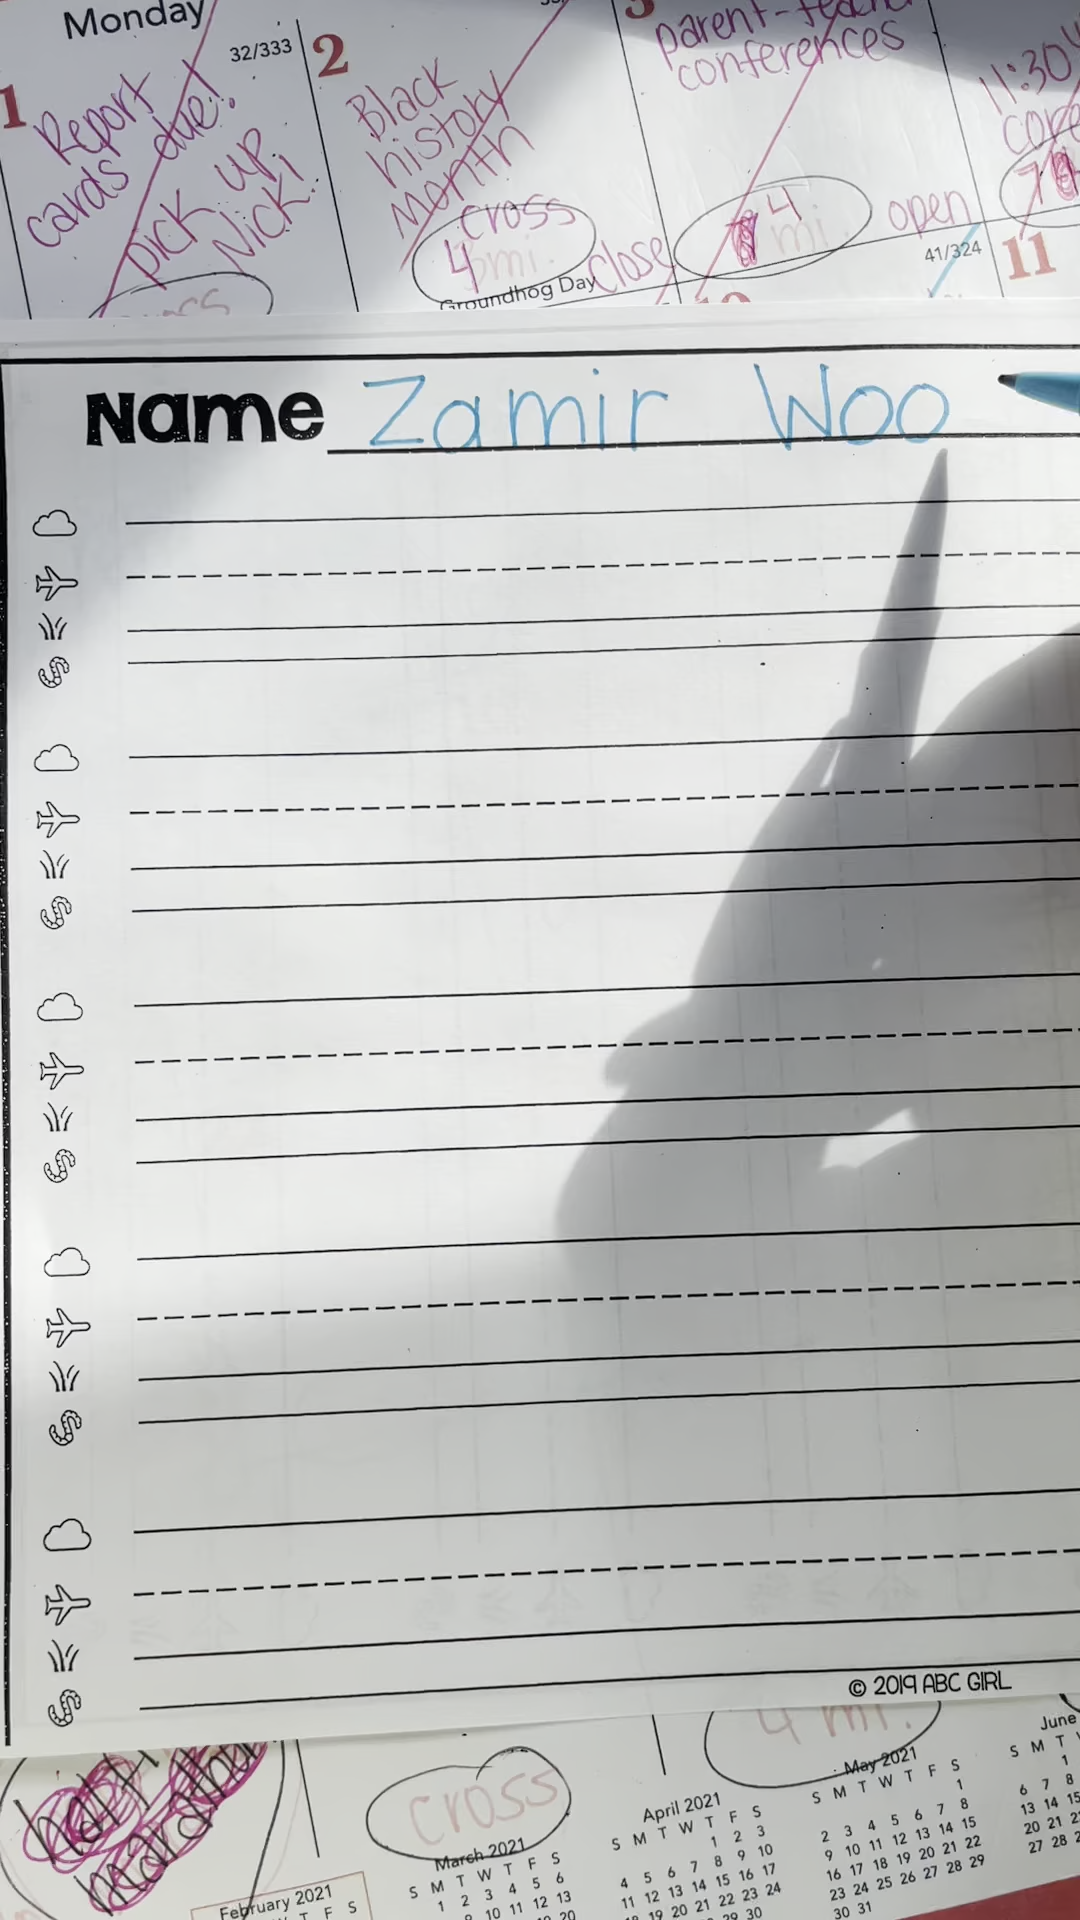 Monday
32/333
1
Report
cards due!
pick up
Nick!
2
Black
history
month
cross
4 mi.
Groundhog Day
close
3
parent-teacher
conferences
4 mi.
open
41/324
11:30
11
Name Zamir Woo
© 2019 ABC GIRL
half
marathon
cross
4 mi.
February 2021
T F S
March 2021
S M T W T F S
1 2 3 4 5 6
10 11 12 13
20
April 2021
S M T W T F S
1 2 3
4 5 6 7 8 9 10
11 12 13 14 15 16 17
18 19 20 21 22 23 24
29 30
May 2021
S M T W T F S
1
2 3 4 5 6 7 8
9 10 11 12 13 14 15
16 17 18 19 20 21 22
23 24 25 26 27 28 29
30 31
June
S M T
1
6 7 8
13 14 15
20 21 22
27 28